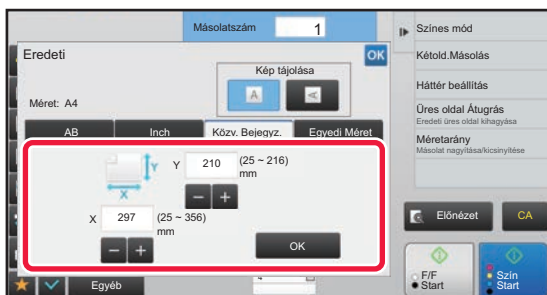 Másolatszám
1
Eredeti
OK
Kép tájolása
A
A
Méret: A4
AB
Inch
Közv. Bejegyz.
Egyedi Méret
Y
Y
210
(25 ~ 216)
mm
X
X
297
(25 ~ 356)
mm
OK
Egyéb
Színes mód
Kétold.Másolás
Háttér beállítás
Üres oldal Átugrás
Eredeti üres oldal kihagyása
Méretarány
Másolat nagyítása/kicsinyítése
Előnézet
CA
F/F
Start
Szín
Start